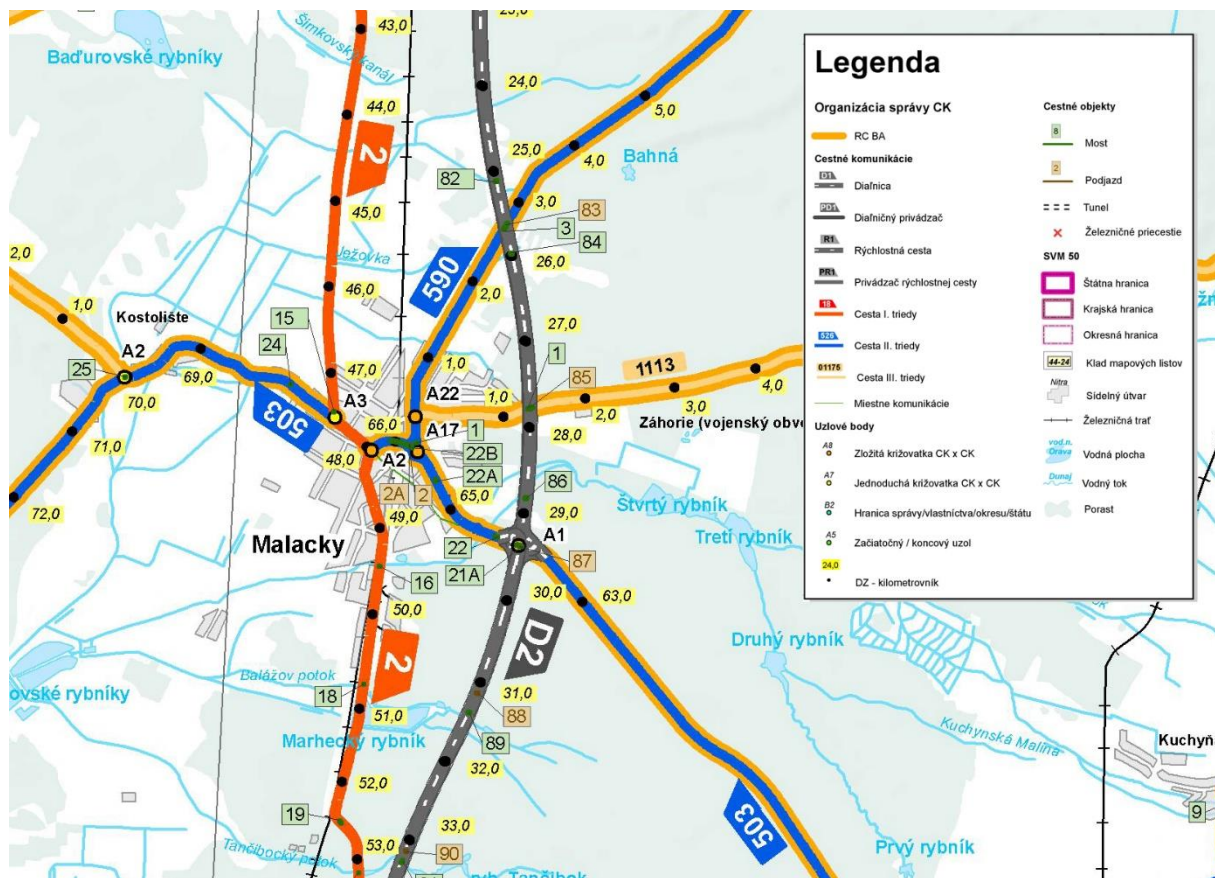 43,0
Šimkovský kanál
Baďurovské rybníky
24,0
44,0
5,0
2
25,0
4,0
Bahná
82
45,0
3,0
83
3
84
Ježovka
26,0
2,0
590
46,0
2,0
1,0
Kostolište
15
27,0
A2
24
47,0
1,0
1
1113
4,0
25
69,0
A3
A22
85
70,0
1,0
2,0
3,0
503
66,0
A17
Záhorie (vojenský obvo
28,0
71,0
48,0
A2
1
22B
22A
86
2A
2
65,0
Štvrtý rybník
72,0
49,0
29,0
Tretí rybník
Malacky
22
A1
87
16
21A
30,0
63,0
50,0
Druhý rybník
D2
2
ovské rybníky
Balážov potok
18
31,0
88
51,0
Marhecký rybník
89
Kuchynská Malina
Kuchyňa
32,0
52,0
503
19
33,0
9
Tančibocký potok
53,0
90
Prvý rybník
ryb. Tančibok
Legenda
Organizácia správy CK
RC BA
Cestné komunikácie
D1
Diaľnica
PD1
Diaľničný privádzač
R1
Rýchlostná cesta
PR1
Privádzač rýchlostnej cesty
18
Cesta I. triedy
526
Cesta II. triedy
01175
Cesta III. triedy
Miestne komunikácie
Uzlové body
A8
Zložitá križovatka CK x CK
A7
Jednoduchá križovatka CK x CK
B2
Hranica správy/vlastníctva/okresu/štátu
A5
Začiatočný / koncový uzol
24,0
DZ - kilometrovník
Cestné objekty
8
Most
2
Podjazd
Tunel
Železničné priecestie
SVM 50
Štátna hranica
Krajská hranica
Okresná hranica
44-24
Klad mapových listov
Nitra
Sídelný útvar
Železničná trať
vod.n.
Orava
Vodná plocha
Dunaj
Vodný tok
Porast